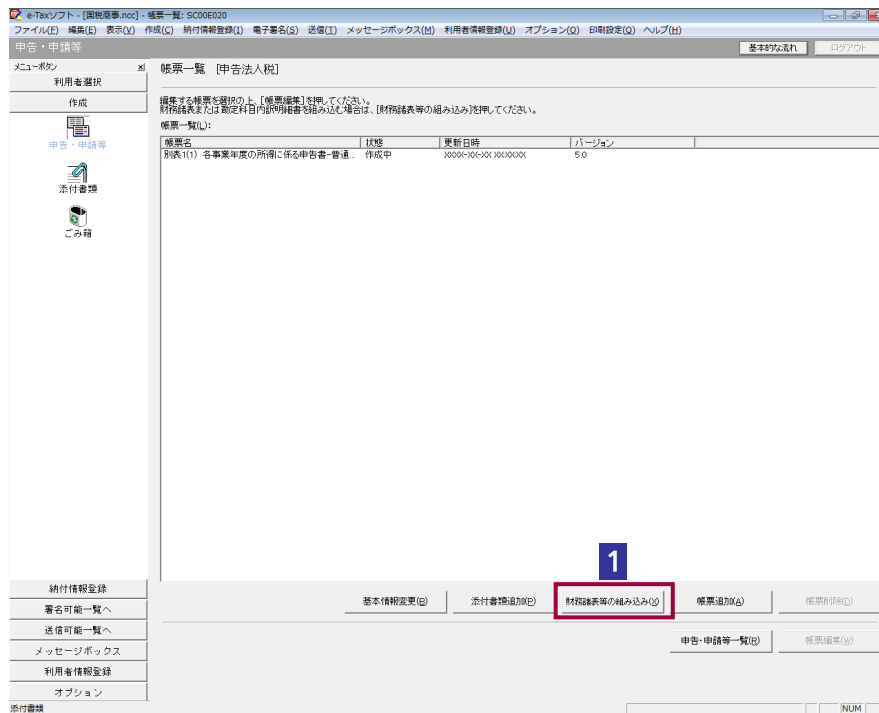 e-Taxソフト - [国税商事.ncc] - 帳票一覧: SC00E020
ファイル(F) 編集(E) 表示(V) 作成(C) 納付情報登録(I) 電子署名(S) 送信(T) メッセージボックス(M) 利用者情報登録(U) オプション(O) 印刷設定(Q) ヘルプ(H)
申告・申請等 基本的な流れ ログアウト
メニューボタン ×|
利用者選択
作成
申告・申請等
添付書類
ごみ箱
帳票一覧 [申告法人税]
編集する帳票を選択の上、[帳票編集]を押してください。
財務諸表または勘定科目内訳明細書を組み込む場合は、[財務諸表等の組み込み]を押してください。
帳票一覧(L):
帳票名 状態 更新日時 バージョン
別表1(1) 各事業年度の所得に係る申告書-普通... 作成中 XXXX-XX-XX XX:XX:XX 5.0
1
基本情報変更(B) 添付書類追加(P) 財務諸表等の組み込み(X) 帳票追加(A) 帳票削除(D)
申告・申請等一覧(R) 帳票編集(W)
納付情報登録
署名可能一覧へ
送信可能一覧へ
メッセージボックス
利用者情報登録
オプション
添付書類 NUM